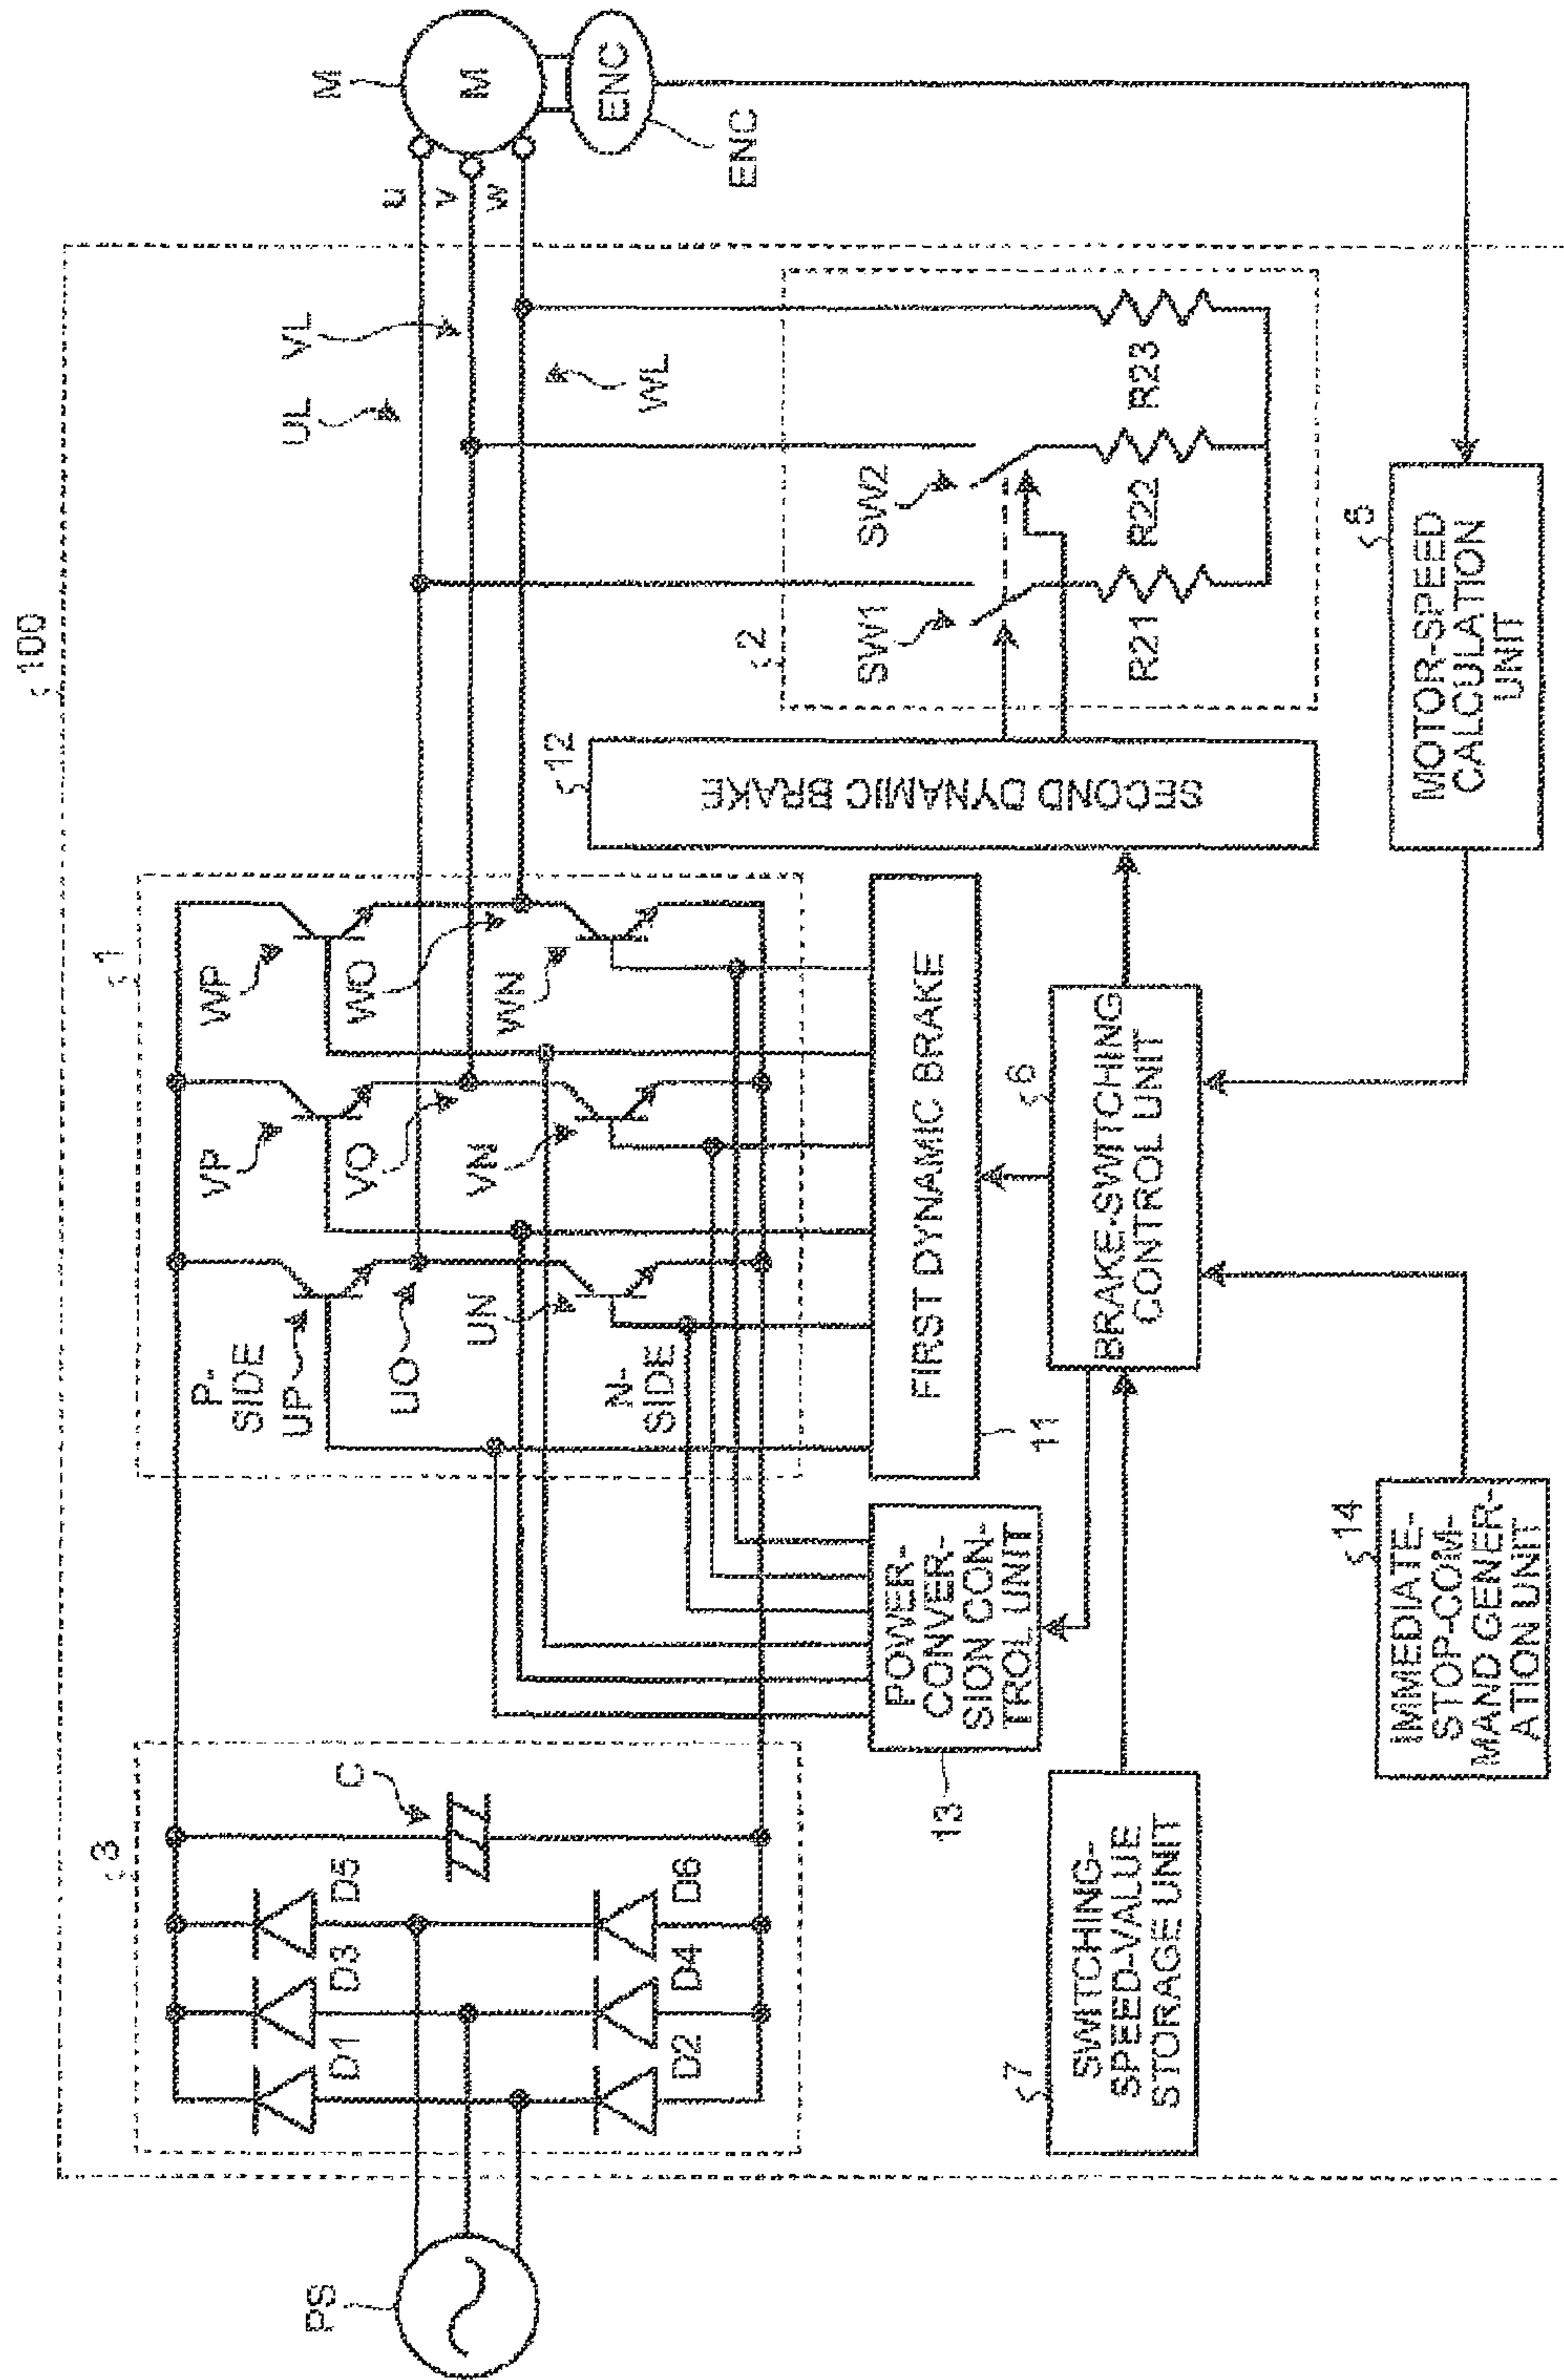 100
PS
3
D1
D3
D5
D2
D4
D6
C
1
P-
SIDE
UP
VP
WP
UO
VO
WO
UN
VN
WN
N-
SIDE
UL
VL
WL
U
V
W
M
M
ENC
ENC
2
SW1
SW2
R21
R22
R23
12
SECOND DYNAMIC BRAKE
FIRST DYNAMIC BRAKE
11
POWER-
CONVER-
SION CON-
TROL UNIT
13
7
SWITCHING-
SPEED-VALUE
STORAGE UNIT
6
BRAKE-SWITCHING
CONTROL UNIT
5
MOTOR-SPEED
CALCULATION
UNIT
14
IMMEDIATE-
STOP-COM-
MAND GENER-
ATION UNIT